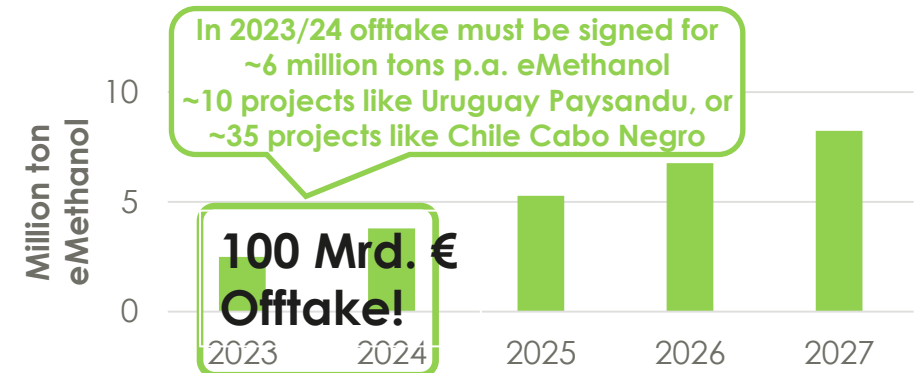 In 2023/24 offtake must be signed for
~6 million tons p.a. eMethanol
~10 projects like Uruguay Paysandu, or
~35 projects like Chile Cabo Negro
Million ton
eMethanol
10
5
0
100 Mrd. €
Offtake!
2023 2024 2025 2026 2027